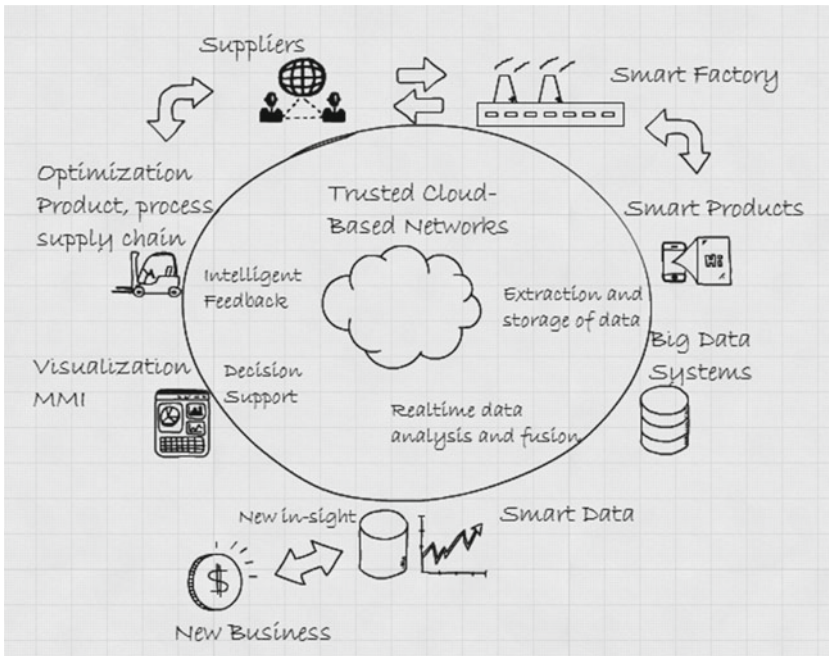 Suppliers
Smart Factory
Optimization
Product, process
supply chain
Trusted Cloud-
Based Networks
Smart Products
Hi
Intelligent
Feedback
Extraction and
storage of data
Big Data
Systems
Visualization
MMI
Decision
Support
Realtime data
analysis and fusion
New in-sight
Smart Data
$
New Business